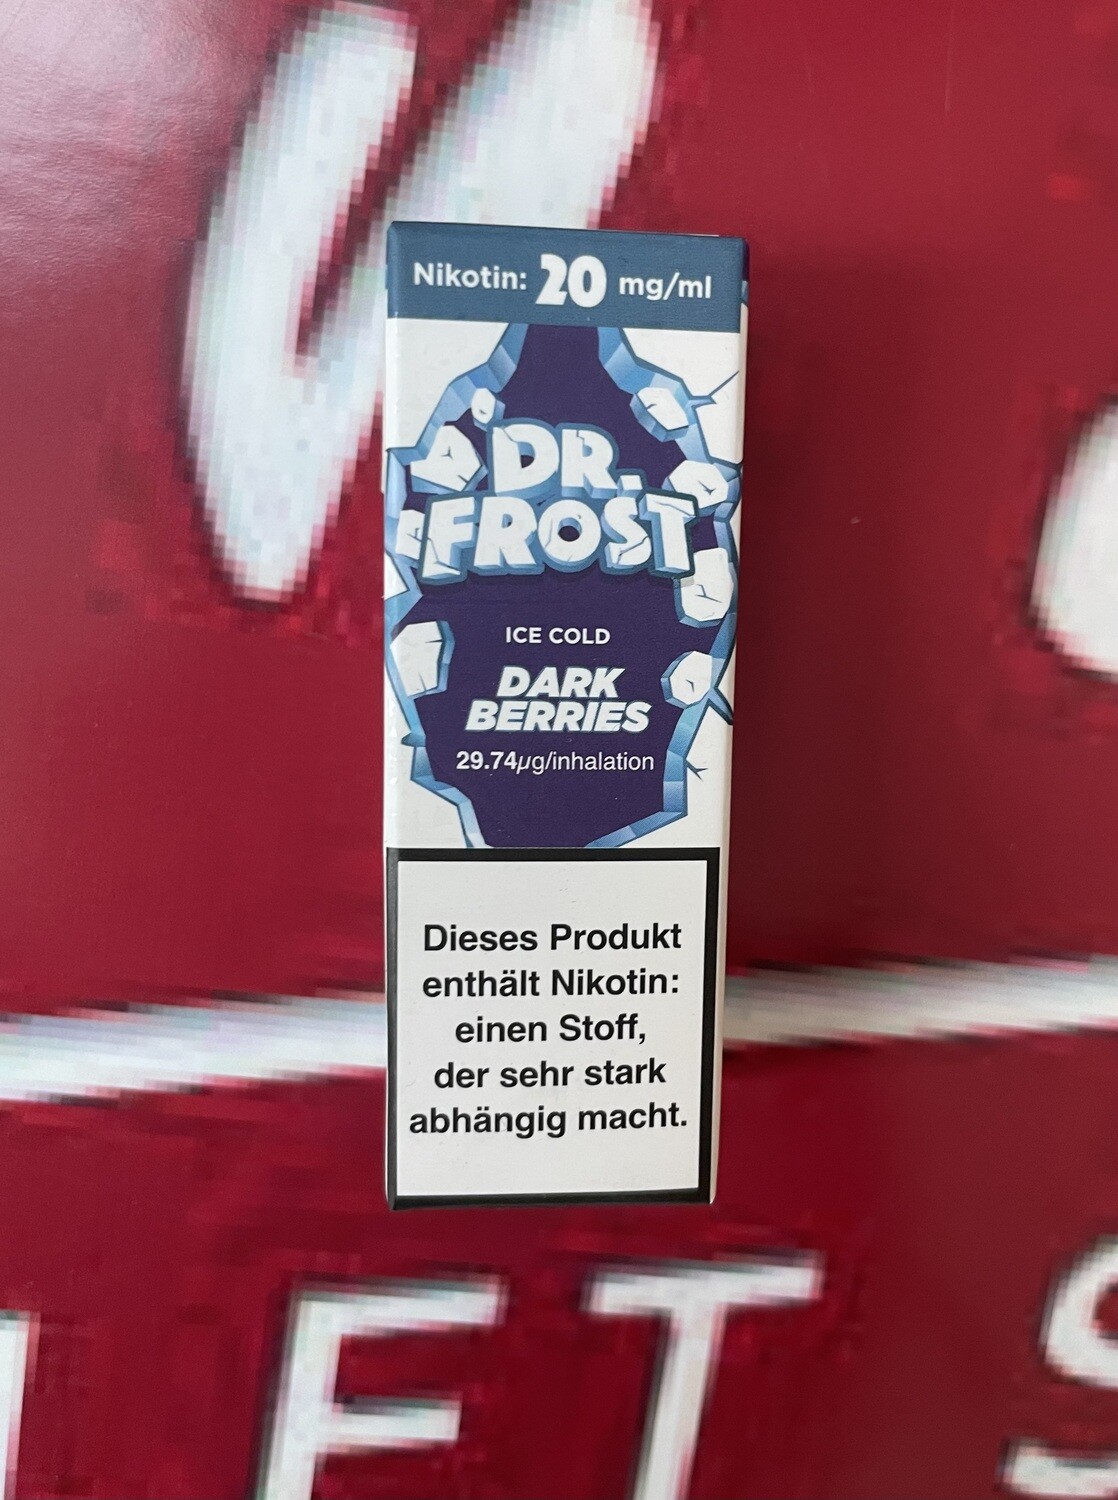 Nikotin: 20 mg/ml
DR.
FROST
ICE COLD
DARK
BERRIES
29.74µg/inhalation
Dieses Produkt
enthält Nikotin:
einen Stoff,
der sehr stark
abhängig macht.
LETS